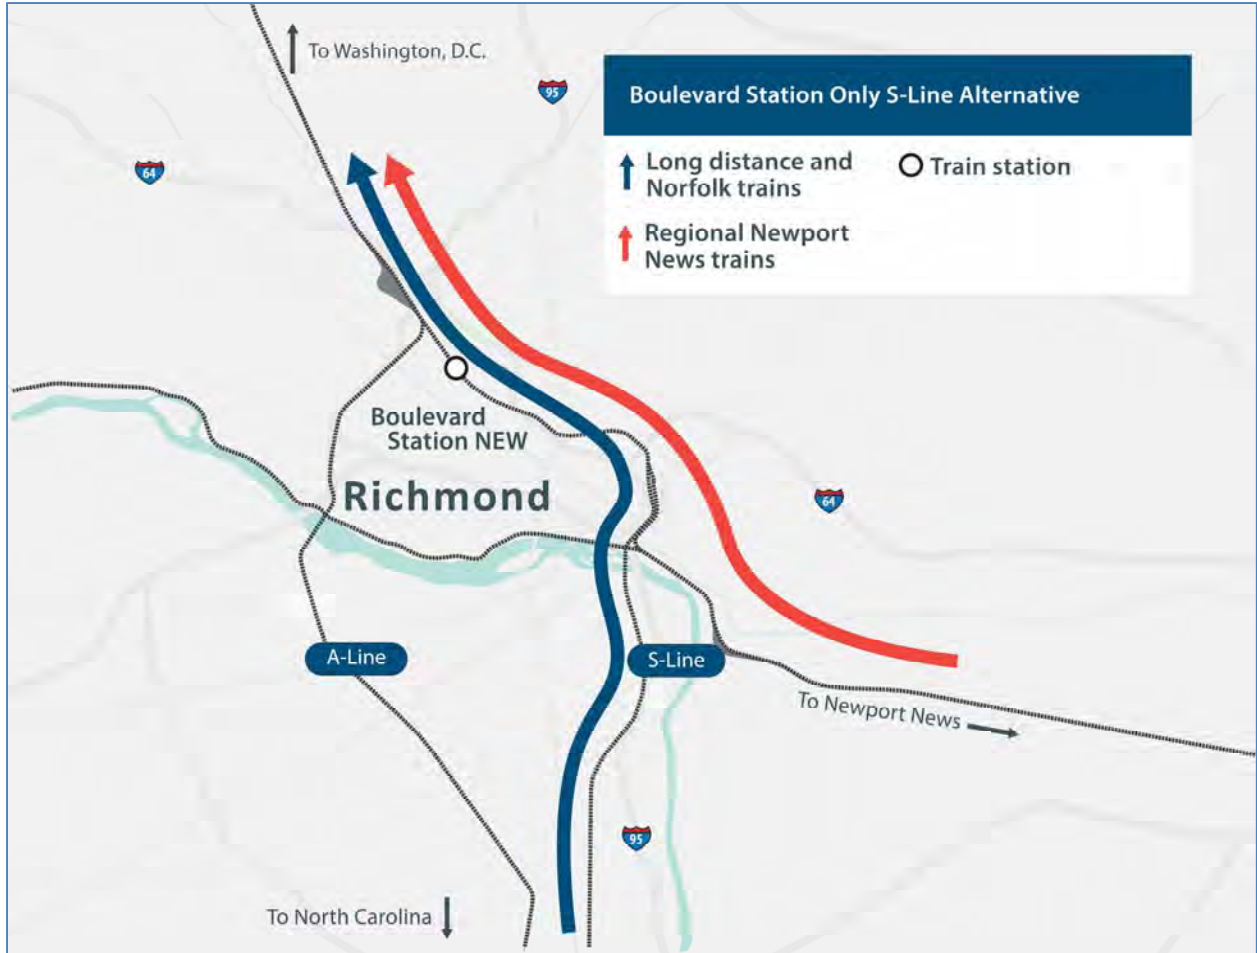 To Washington, D.C.
95
64
Boulevard Station Only S-Line Alternative
Long distance and
Norfolk trains
Train station
Regional Newport
News trains
Boulevard
Station NEW
Richmond
64
A-Line
S-Line
To Newport News
95
To North Carolina